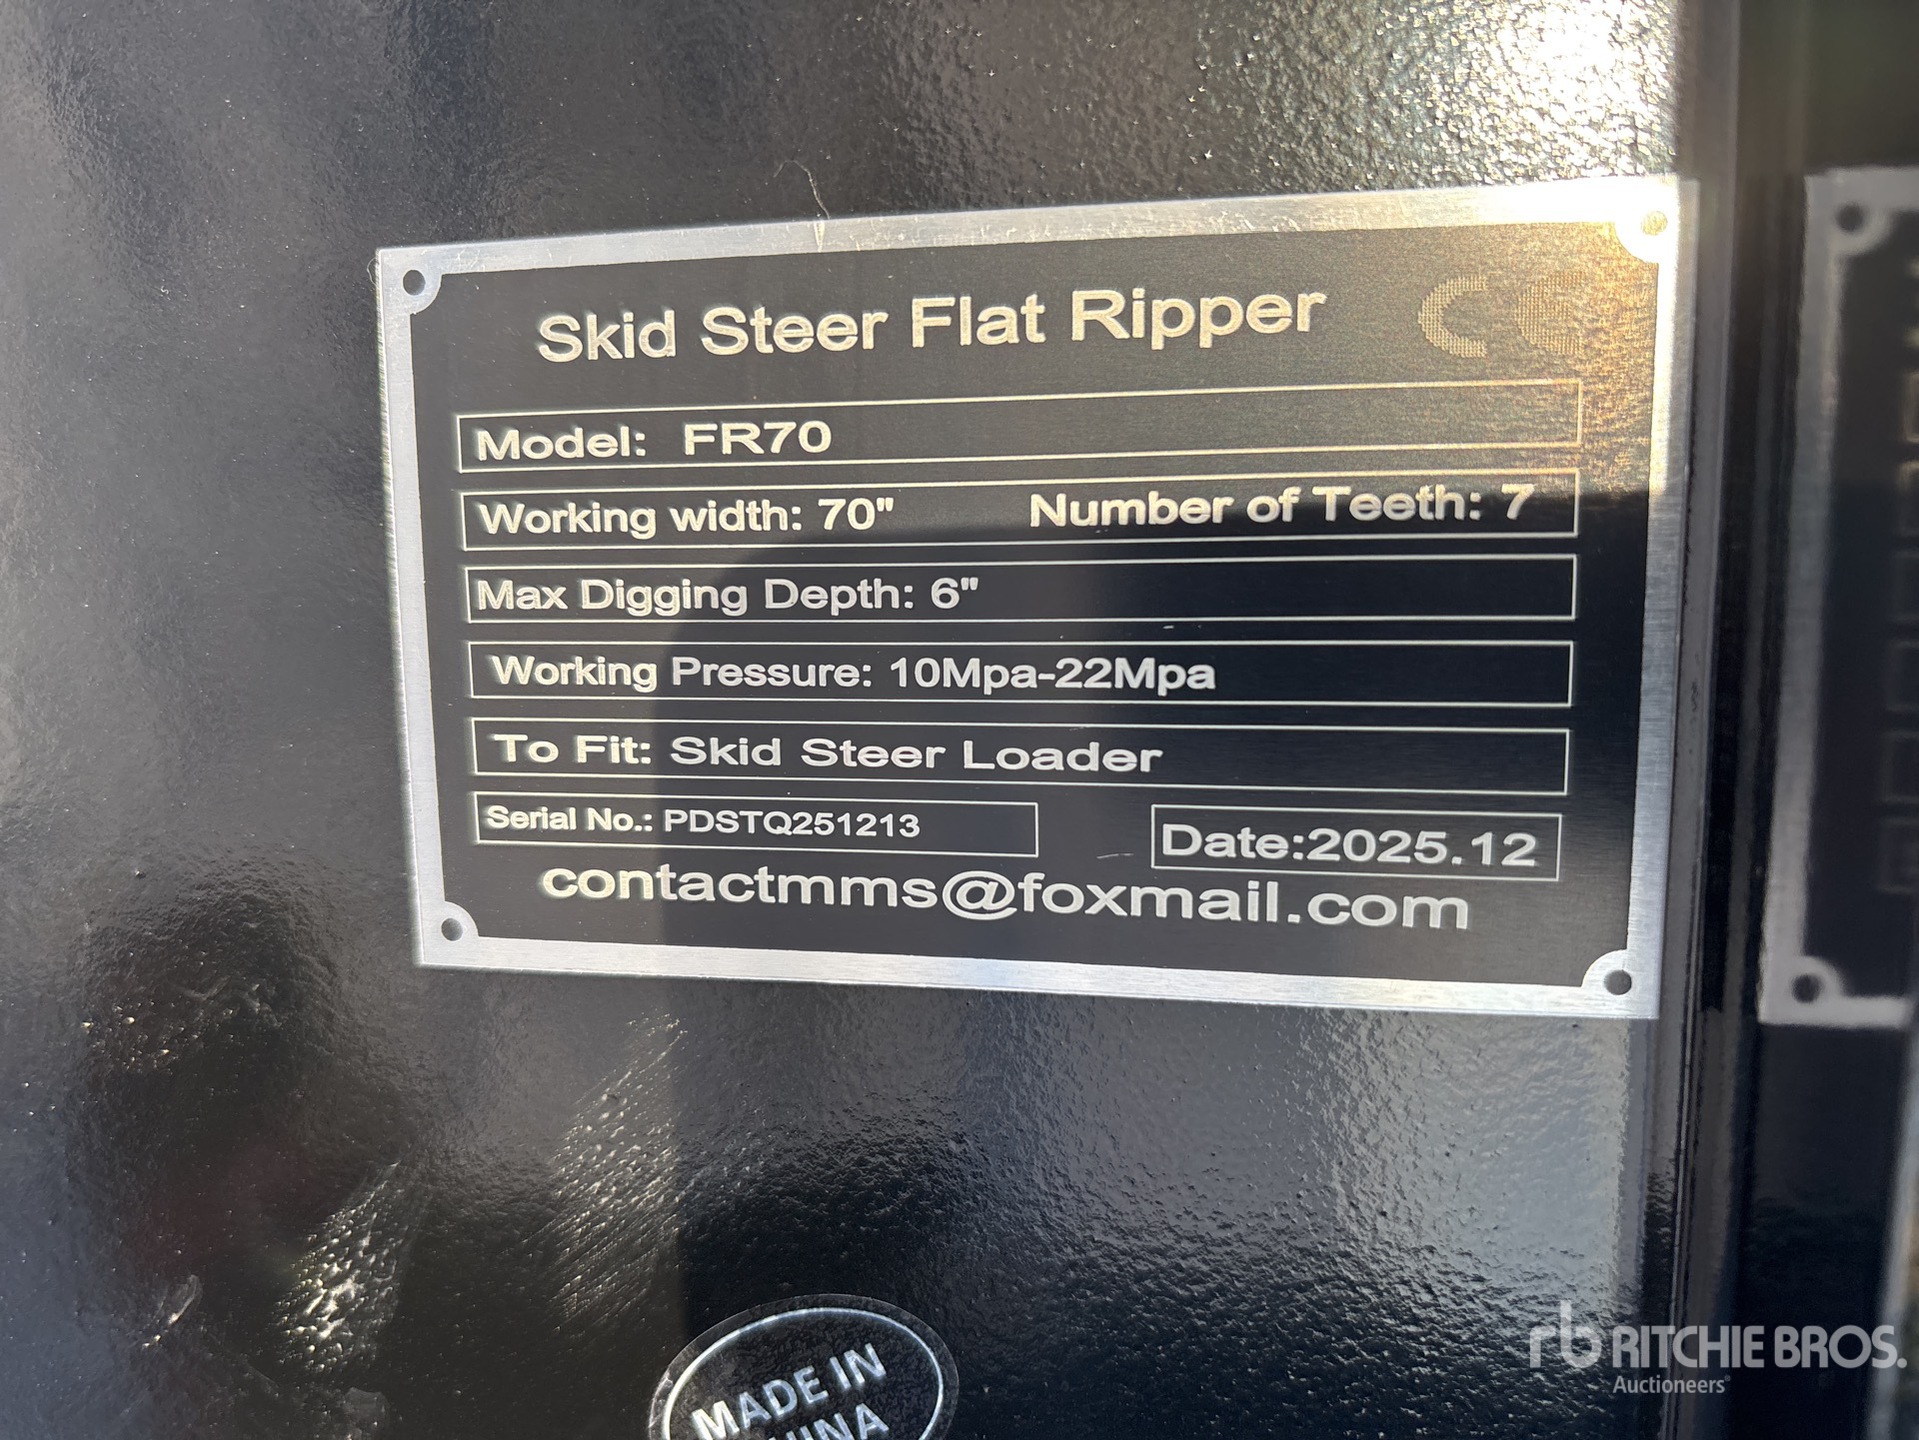 Skid Steer Flat Ripper CE
Model: FR70
Working width: 70" Number of Teeth: 7
Max Digging Depth: 6"
Working Pressure: 10Mpa-22Mpa
To Fit: Skid Steer Loader
Serial No.: PDSTQ251213 Date:2025.12
contactmms@foxmail.com
MADE IN
rb RITCHIE BROS.
Auctioneers